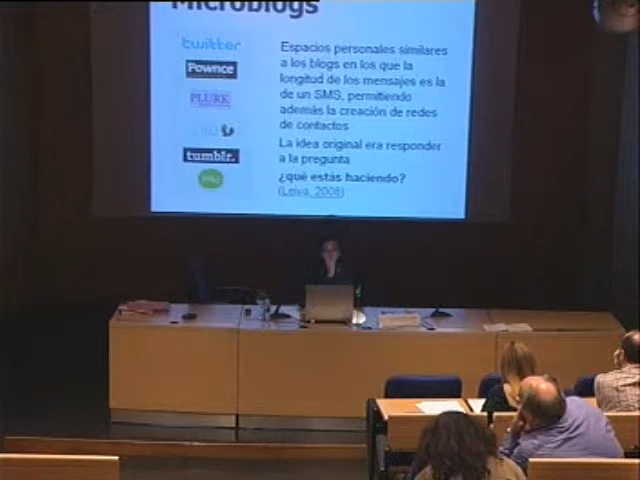 Microblogs
twitter
Pownce
PLURK
tumblr.
Espacios personales similares
a los blogs en los que la
longitud de los mensajes es la
de un SMS, permitiendo
además la creación de redes
de contactos
La idea original era responder
a la pregunta
¿qué estás haciendo?
(Leiva, 2008)